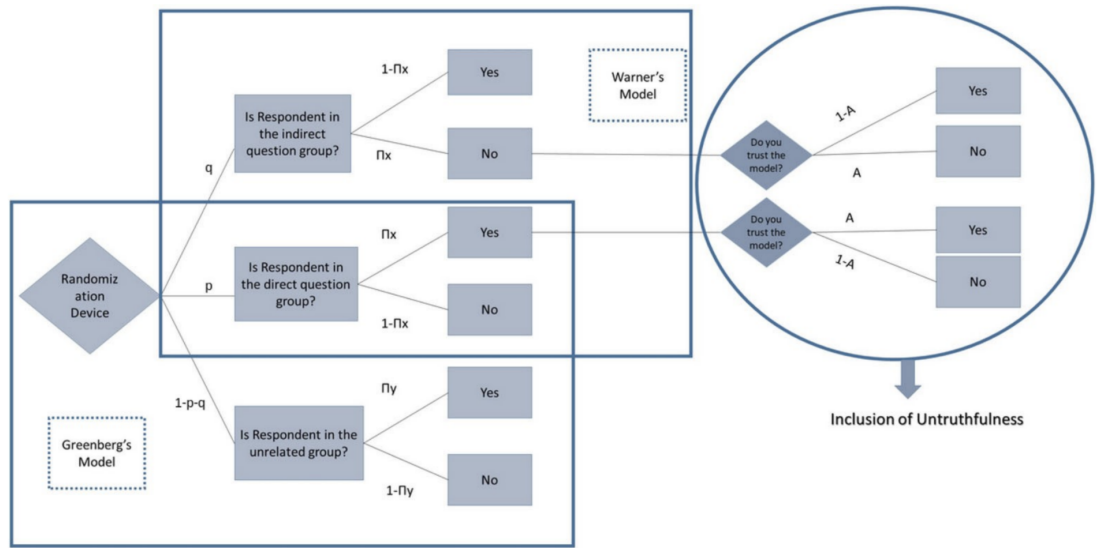 Warner's
Model
1-Πx
Yes
Is Respondent in
the indirect
question group?
Πx
No
q
Do you
trust the
model?
1-A
Yes
A
No
Randomiz
ation
Device
p
Is Respondent in
the direct question
group?
Πx
Yes
1-Πx
No
Do you
trust the
model?
A
Yes
1-A
No
1-p-q
Is Respondent in the
unrelated group?
Πy
Yes
1-Πy
No
Greenberg's
Model
Inclusion of Untruthfulness